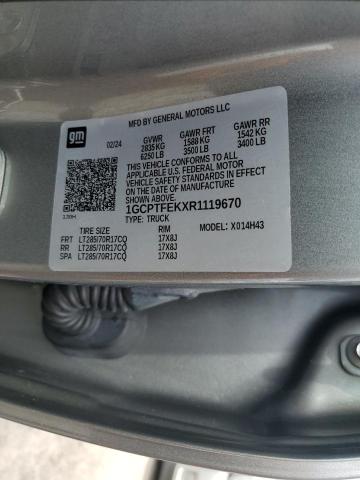 MFD BY GENERAL MOTORS LLC
gm
02/24 GVWR GAWR FRT GAWR RR
2835 KG 1588 KG 1542 KG
6250 LB 3500 LB 3400 LB
THIS VEHICLE CONFORMS TO ALL
APPLICABLE U.S. FEDERAL MOTOR
VEHICLE SAFETY STANDARDS IN EFFECT
ON THE DATE OF MANUFACTURE
SHOWN ABOVE.
1GCPTFEKXR1119670
TYPE: TRUCK
MODEL: X014H43
TIRE SIZE RIM
FRT LT285/70R17CQ 17X8J
RR LT285/70R17CQ 17X8J
SPA LT285/70R17CQ 17X8J